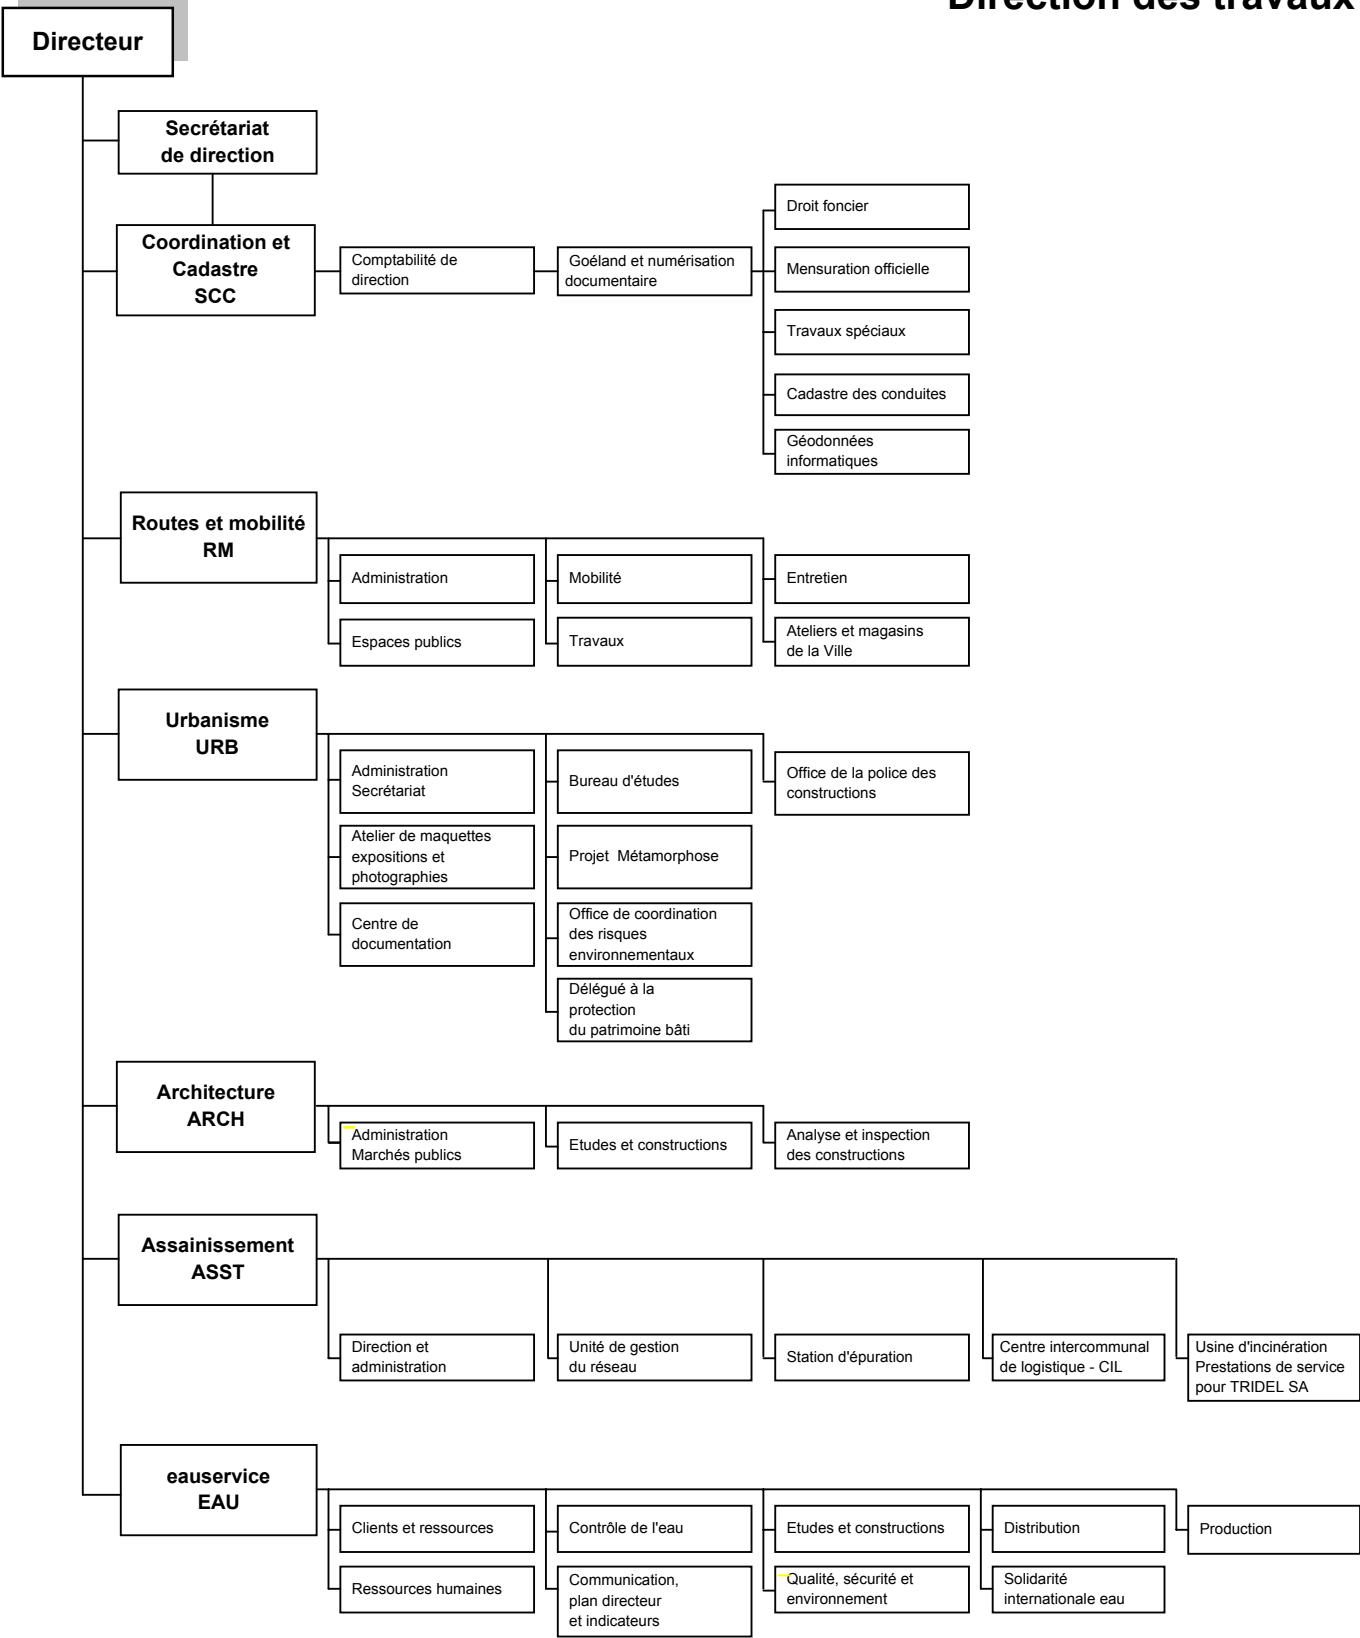 Direction des travaux
Directeur
Secrétariat
de direction
Coordination et
Cadastre
SCC
Comptabilité de
direction
Goéland et numérisation
documentaire
Droit foncier
Mensuration officielle
Travaux spéciaux
Cadastre des conduites
Géodonnées
informatiques
Routes et mobilité
RM
Administration
Espaces publics
Mobilité
Travaux
Entretien
Ateliers et magasins
de la Ville
Urbanisme
URB
Administration
Secrétariat
Atelier de maquettes
expositions et
photographies
Centre de
documentation
Bureau d'études
Projet  Métamorphose
Office de coordination
des risques
environnementaux
Délégué à la
protection
du patrimoine bâti
Office de la police des
constructions
Architecture
ARCH
Administration
Marchés publics
Etudes et constructions
Analyse et inspection
des constructions
Assainissement
ASST
Direction et
administration
Unité de gestion
du réseau
Station d'épuration
Centre intercommunal
de logistique - CIL
Usine d'incinération
Prestations de service
pour TRIDEL SA
eauservice
EAU
Clients et ressources
Ressources humaines
Contrôle de l'eau
Communication,
plan directeur
et indicateurs
Etudes et constructions
Qualité, sécurité et
environnement
Distribution
Solidarité
internationale eau
Production